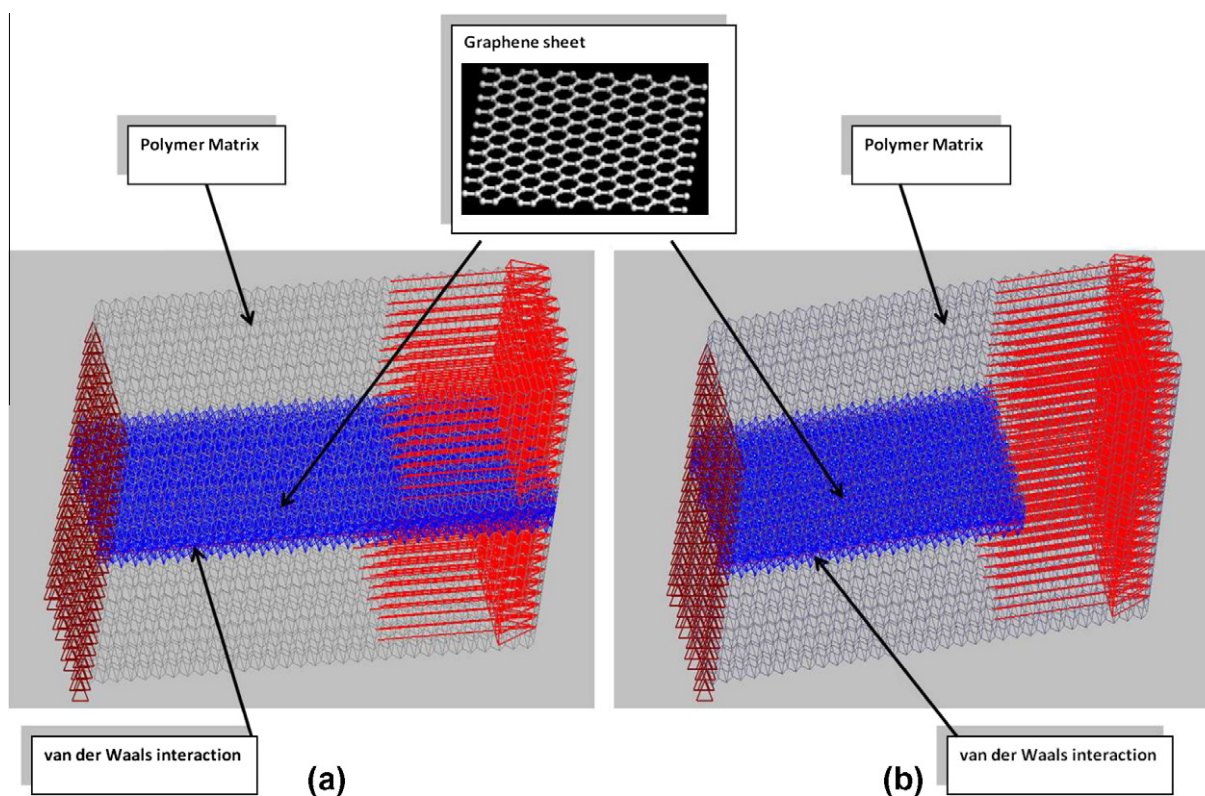 Graphene sheet
Polymer Matrix
Polymer Matrix
van der Waals interaction
van der Waals interaction
(a)
(b)